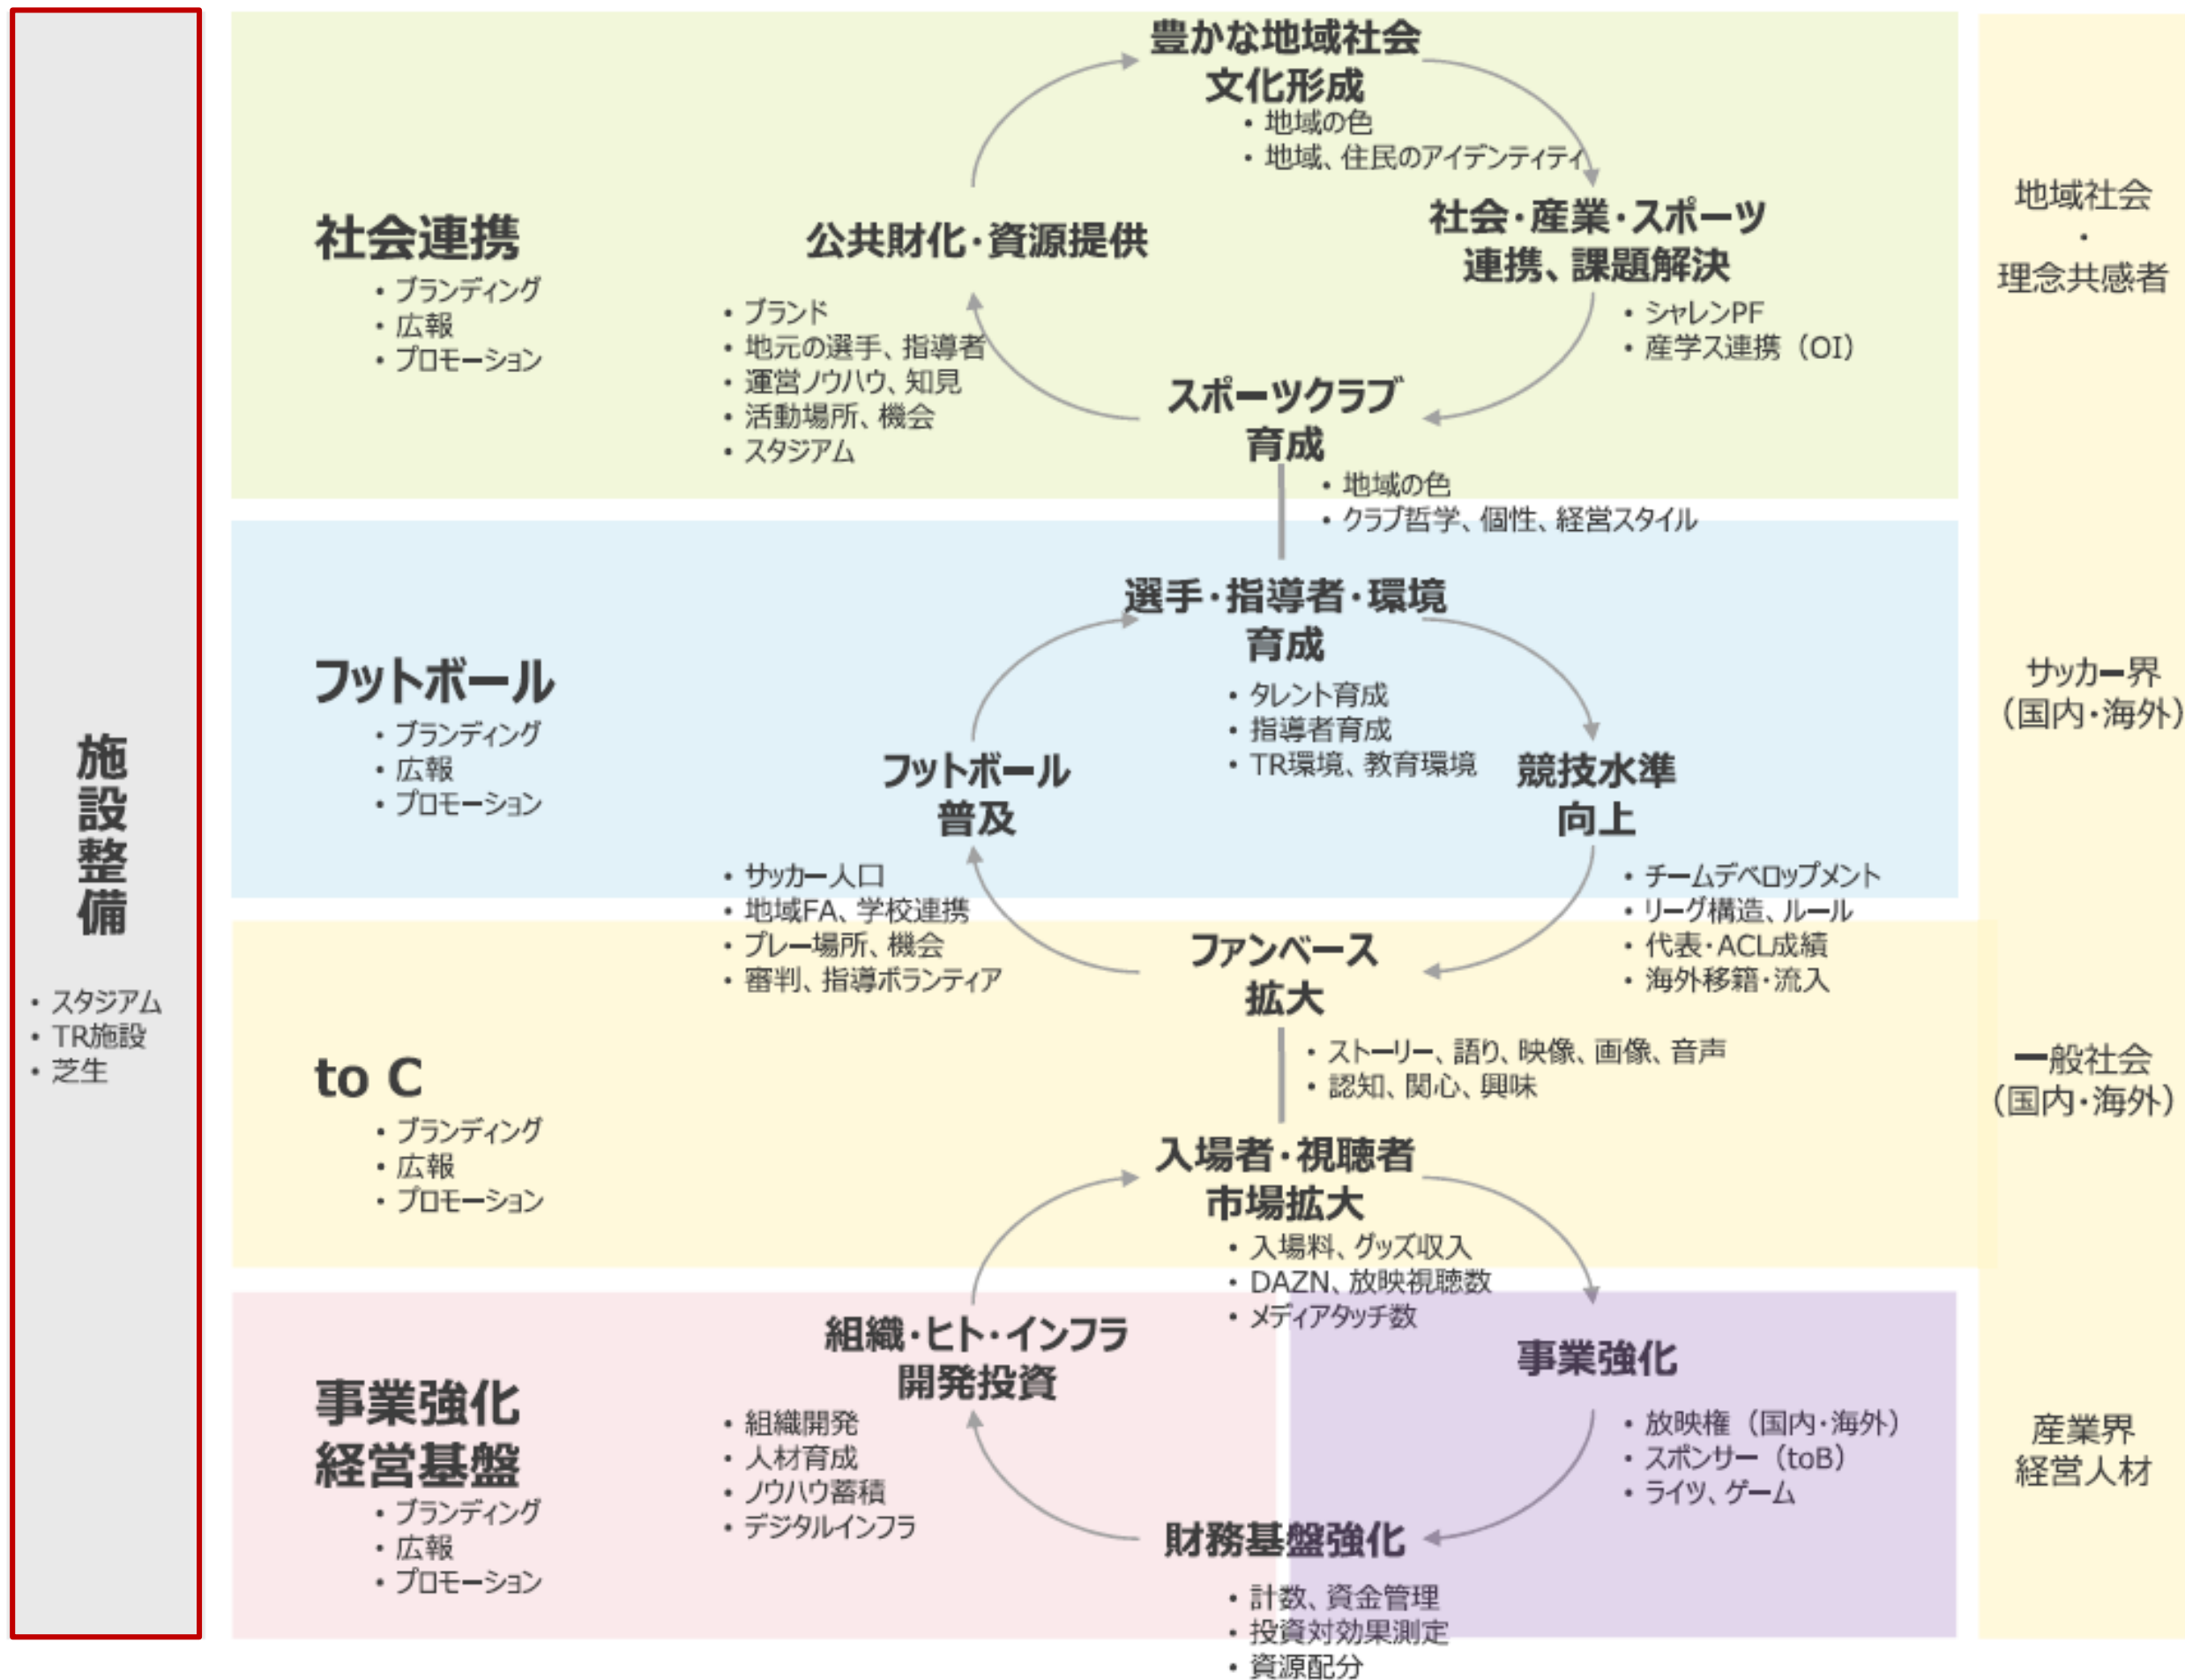 施設整備
• スタジアム
• TR施設
• 芝生
社会連携
• ブランディング
• 広報
• プロモーション
豊かな地域社会
文化形成
• 地域の色
• 地域、住民のアイデンティティ
公共財化・資源提供
• ブランド
• 地元の選手、指導者
• 運営ノウハウ、知見
• 活動場所、機会
• スタジアム
社会・産業・スポーツ
連携、課題解決
• シャレンPF
• 産学ス連携（OI）
スポーツクラブ
育成
• 地域の色
• クラブ哲学、個性、経営スタイル
フットボール
• ブランディング
• 広報
• プロモーション
選手・指導者・環境
育成
• タレント育成
• 指導者育成
• TR環境、教育環境
フットボール
普及
• サッカー人口
• 地域FA、学校連携
• プレー場所、機会
• 審判、指導ボランティア
競技水準
向上
• チームデベロップメント
• リーグ構造、ルール
• 代表・ACL成績
• 海外移籍・流入
ファンベース
拡大
• ストーリー、語り、映像、画像、音声
• 認知、関心、興味
to C
• ブランディング
• 広報
• プロモーション
入場者・視聴者
市場拡大
• 入場料、グッズ収入
• DAZN、放映視聴数
• メディアタッチ数
事業強化
経営基盤
• ブランディング
• 広報
• プロモーション
組織・ヒト・インフラ
開発投資
• 組織開発
• 人材育成
• ノウハウ蓄積
• デジタルインフラ
事業強化
• 放映権（国内・海外）
• スポンサー（toB）
• ライツ、ゲーム
財務基盤強化
• 計数、資金管理
• 投資対効果測定
• 資源配分
地域社会
・
理念共感者
サッカー界
（国内・海外）
一般社会
（国内・海外）
産業界
経営人材